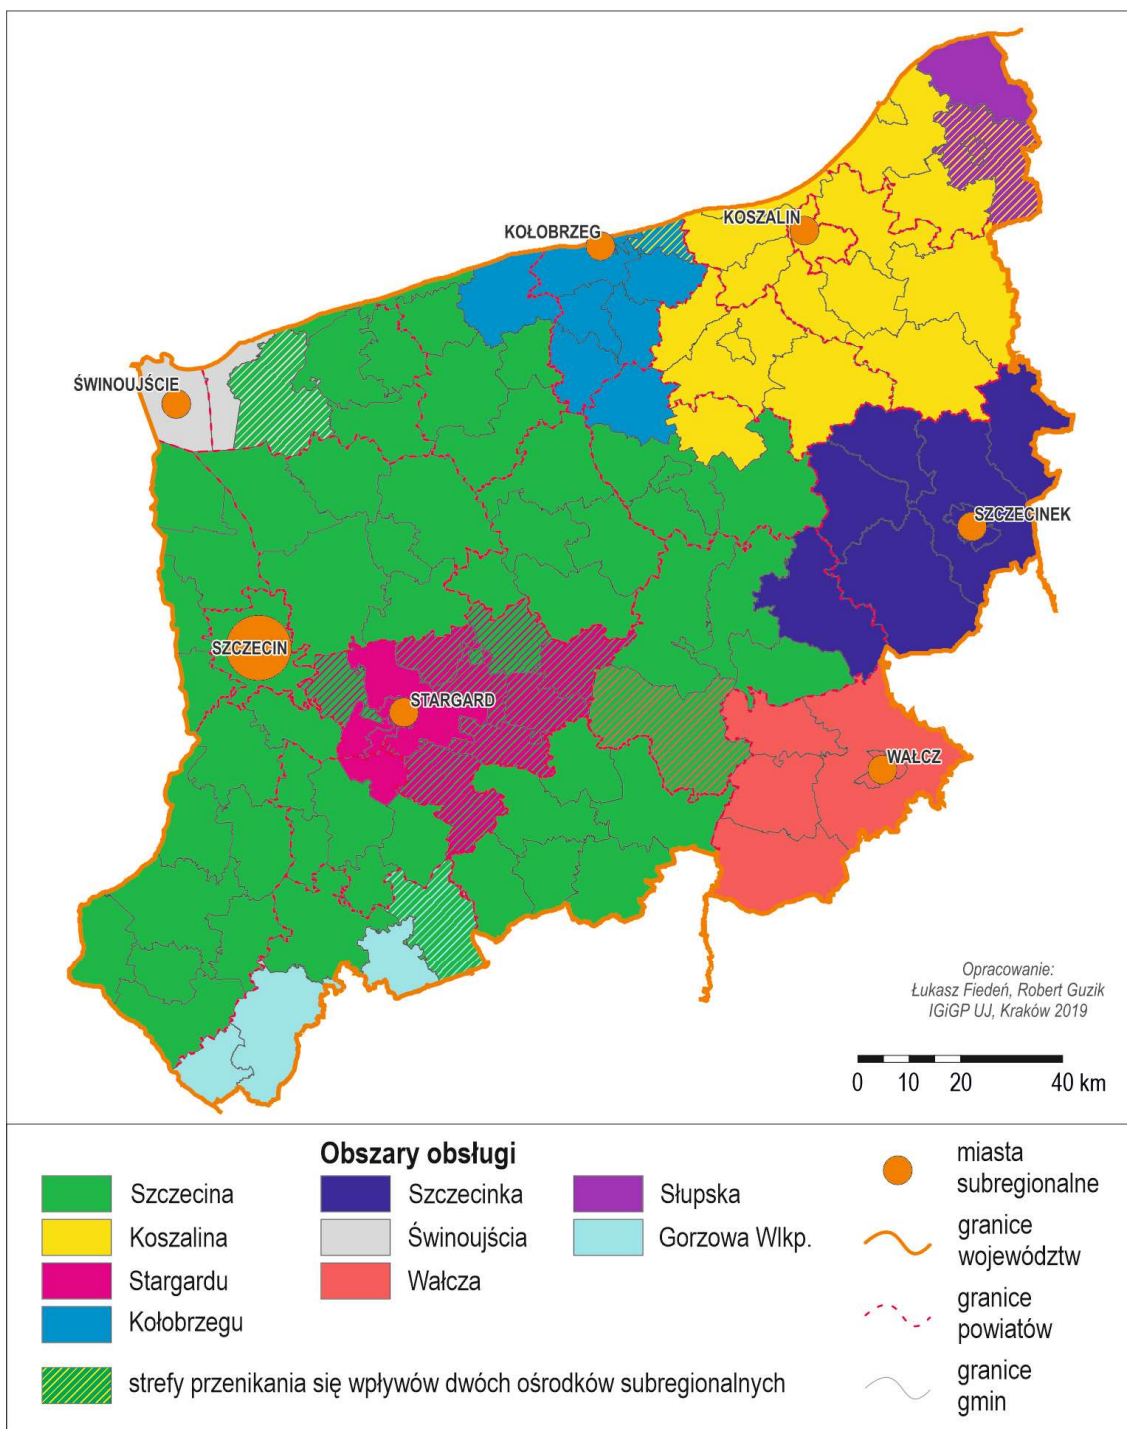 KOSZALIN
KOŁOBRZEG
ŚWINOUJŚCIE
SZCZECINEK
SZCZECIN
STARGARD
WAŁCZ
Opracowanie:
Łukasz Fiedeń, Robert Guzik
IGiGP UJ, Kraków 2019
0 10 20 40 km
Obszary obsługi
Szczecina
Koszalina
Stargardu
Kołobrzegu
Szczecinka
Świnoujścia
Wałcza
Słupska
Gorzowa Wlkp.
strefy przenikania się wpływów dwóch ośrodków subregionalnych
miasta
subregionalne
granice
województw
granice
powiatów
granice
gmin